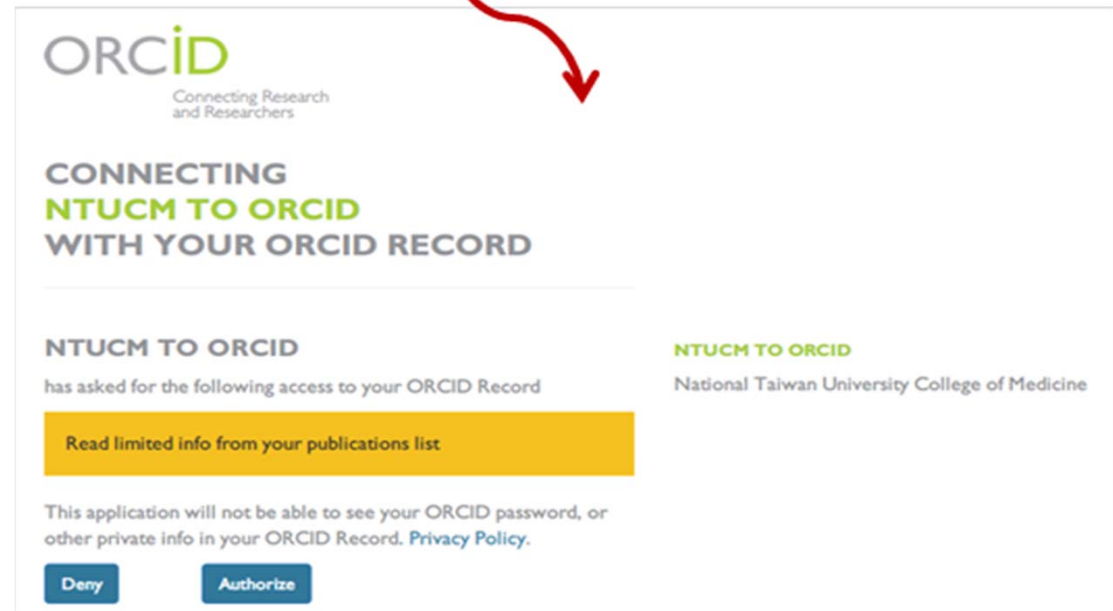 ORCiD
Connecting Research
and Researchers
CONNECTING
NTUCM TO ORCID
WITH YOUR ORCID RECORD
NTUCM TO ORCID
has asked for the following access to your ORCID Record
Read limited info from your publications list
This application will not be able to see your ORCID password, or
other private info in your ORCID Record. Privacy Policy.
Deny
Authorize
NTUCM TO ORCID
National Taiwan University College of Medicine